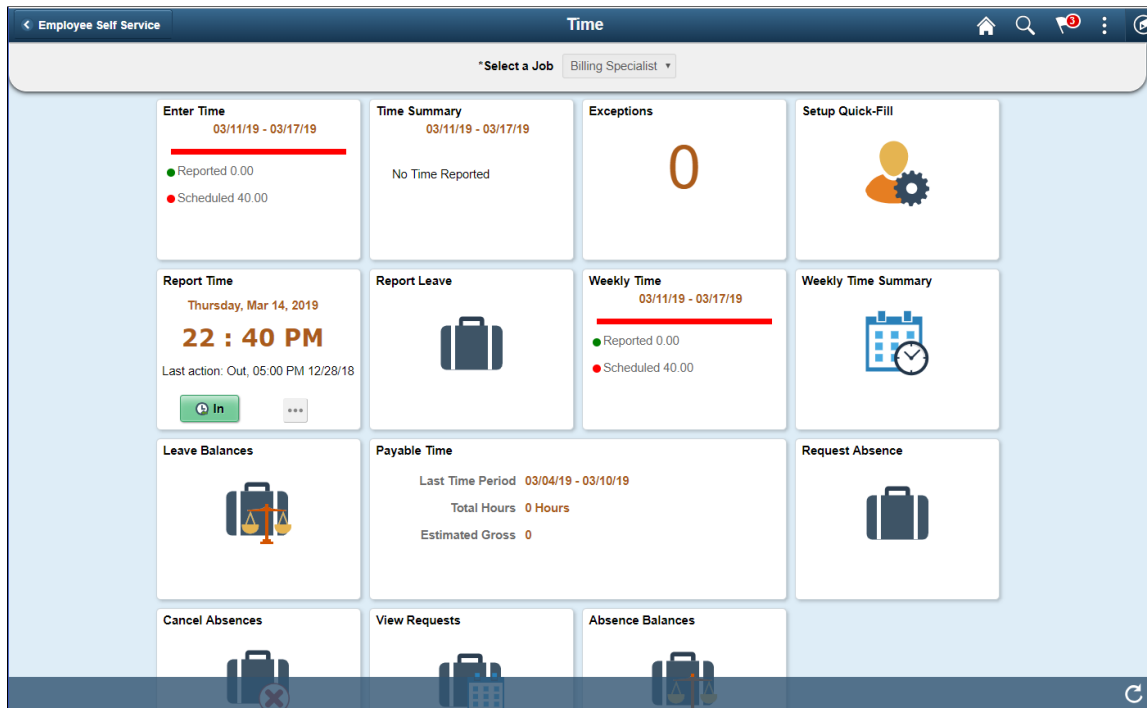 Employee Self Service
Time
3
*Select a Job Billing Specialist
Enter Time
03/11/19 - 03/17/19
Reported 0.00
Scheduled 40.00
Time Summary
03/11/19 - 03/17/19
No Time Reported
Exceptions
0
Setup Quick-Fill
Report Time
Thursday, Mar 14, 2019
22 : 40 PM
Last action: Out, 05:00 PM 12/28/18
In
Report Leave
Weekly Time
03/11/19 - 03/17/19
Reported 0.00
Scheduled 40.00
Weekly Time Summary
Leave Balances
Payable Time
Last Time Period 03/04/19 - 03/10/19
Total Hours 0 Hours
Estimated Gross 0
Request Absence
Cancel Absences
View Requests
Absence Balances